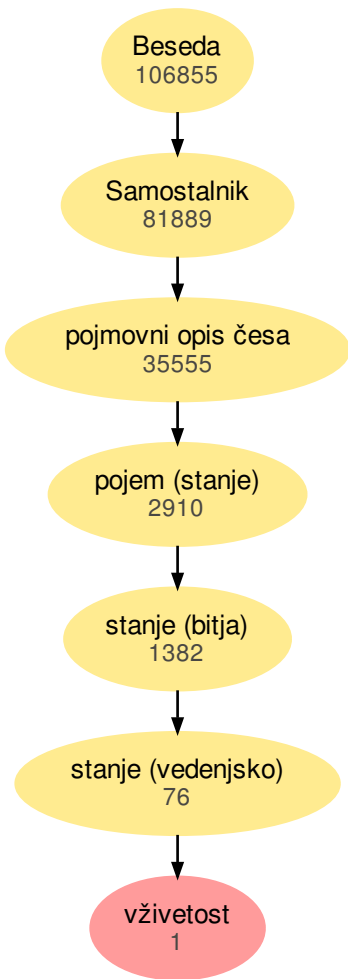 Beseda
106855
Samostalnik
81889
pojmovni opis česa
35555
pojem (stanje)
2910
stanje (bitja)
1382
stanje (vedenjsko)
76
vživetost
1